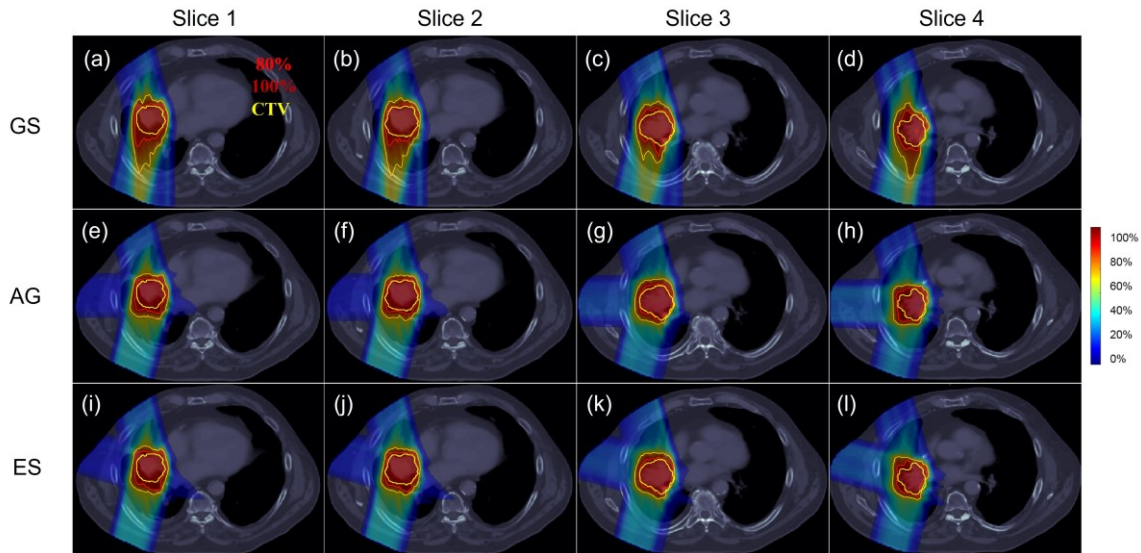 Slice 1 Slice 2 Slice 3 Slice 4
GS
(a) (b) (c) (d)
80%
100%
CTV
AG
(e) (f) (g) (h)
100%
80%
60%
40%
20%
0%
ES
(i) (j) (k) (l)